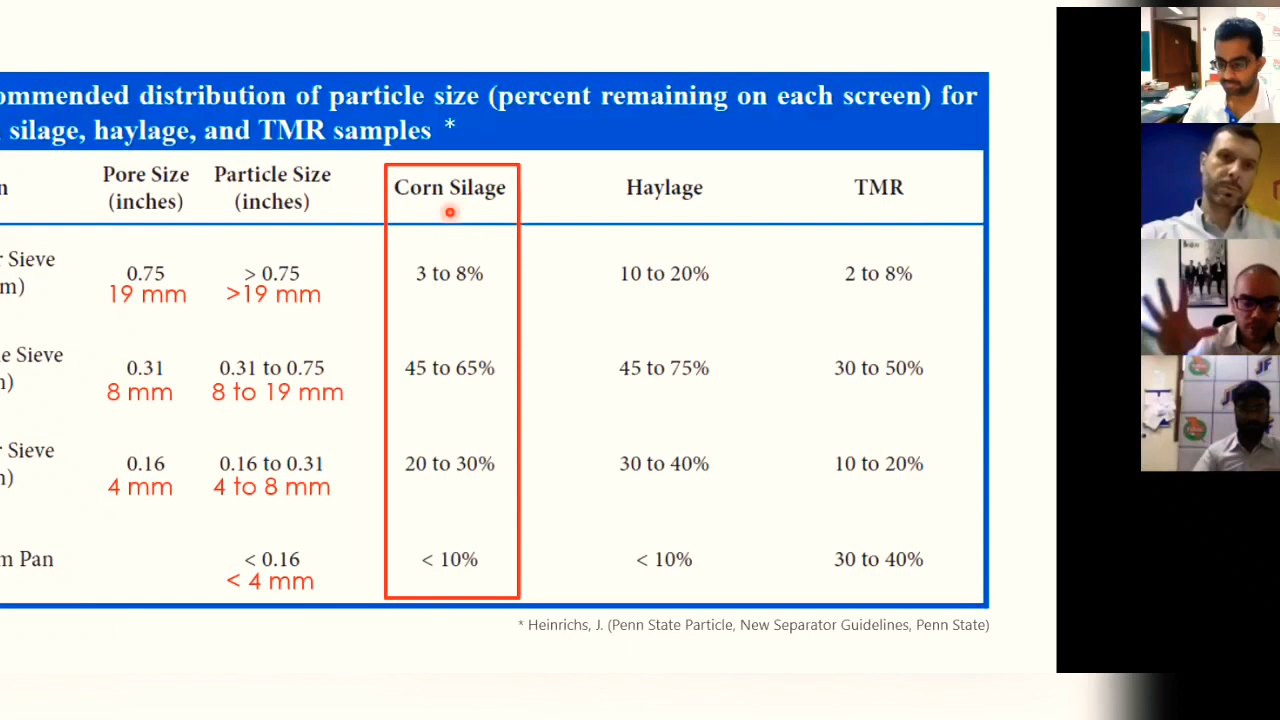 ommended distribution of particle size (percent remaining on each screen) for
silage, haylage, and TMR samples *
n
Pore Size
(inches)
Particle Size
(inches)
Corn Silage
Haylage
TMR
r Sieve
m)
0.75
19 mm
> 0.75
>19 mm
3 to 8%
10 to 20%
2 to 8%
e Sieve
n)
0.31
8 mm
0.31 to 0.75
8 to 19 mm
45 to 65%
45 to 75%
30 to 50%
r Sieve
n)
0.16
4 mm
0.16 to 0.31
4 to 8 mm
20 to 30%
30 to 40%
10 to 20%
m Pan
< 0.16
< 4 mm
< 10%
< 10%
30 to 40%
* Heinrichs, J. (Penn State Particle, New Separator Guidelines, Penn State)
JF